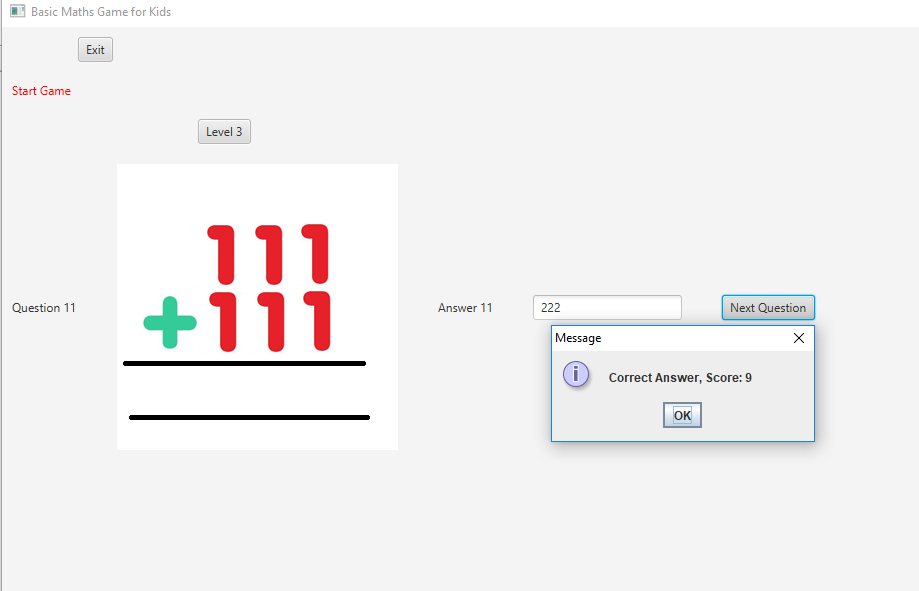 Basic Maths Game for Kids
Exit
Start Game
Level 3
111
+ 111
Question 11
Answer 11
222
Next Question
Message
Correct Answer, Score: 9
OK